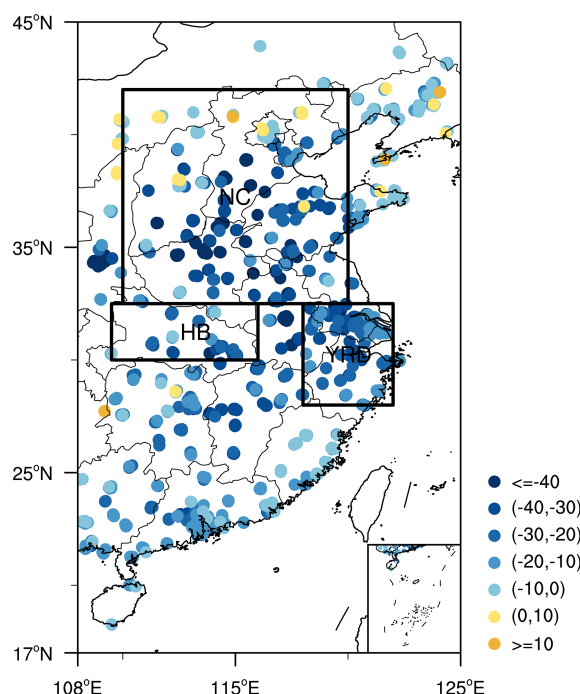 45°N
NC
35°N
HB
YRD
25°N
<=-40
(-40,-30)
(-30,-20)
(-20,-10)
(-10,0)
(0,10)
>=10
17°N
108°E
115°E
125°E